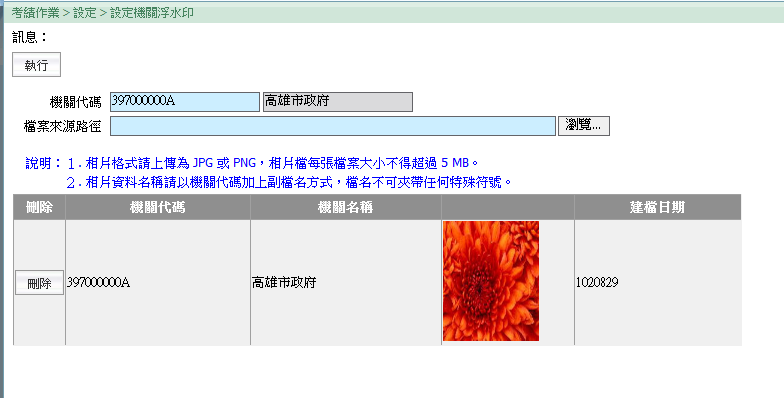 考績作業 > 設定 > 設定機關浮水印
訊息：
執行
機關代碼 397000000A 高雄市政府
檔案來源路徑 瀏覽...
說明：１. 相片格式請上傳為 JPG 或 PNG，相片檔每張檔案大小不得超過 5 MB。
２. 相片資料名稱請以機關代碼加上副檔名方式，檔名不可夾帶任何特殊符號。
刪除 機關代碼 機關名稱 建檔日期
刪除 397000000A 高雄市政府 1020829